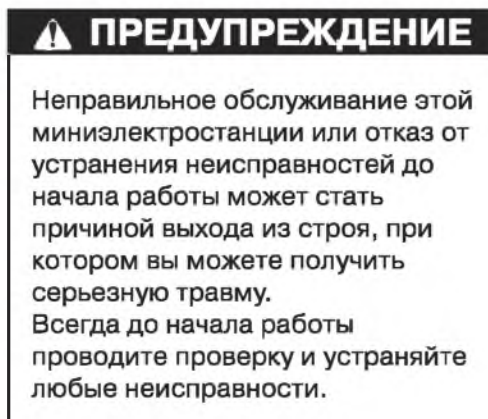 ПРЕДУПРЕЖДЕНИЕ
Неправильное обслуживание этой
миниэлектростанции или отказ от
устранения неисправностей до
начала работы может стать
причиной выхода из строя, при
котором вы можете получить
серьезную травму.
Всегда до начала работы
проводите проверку и устраняйте
любые неисправности.